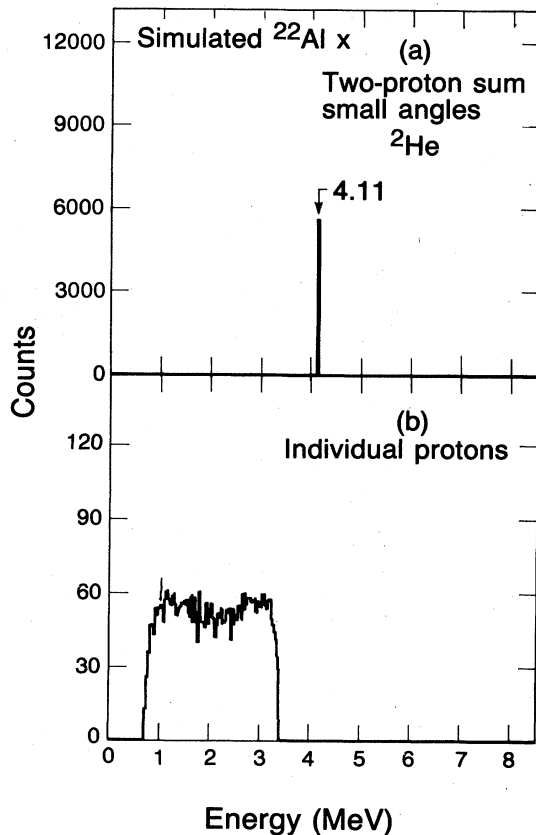 12000
9000
6000
3000
0
Simulated ²²Al x
(a)
Two-proton sum
small angles
²He
4.11
Counts
120
90
60
30
0
(b)
Individual protons
0 1 2 3 4 5 6 7 8
Energy (MeV)